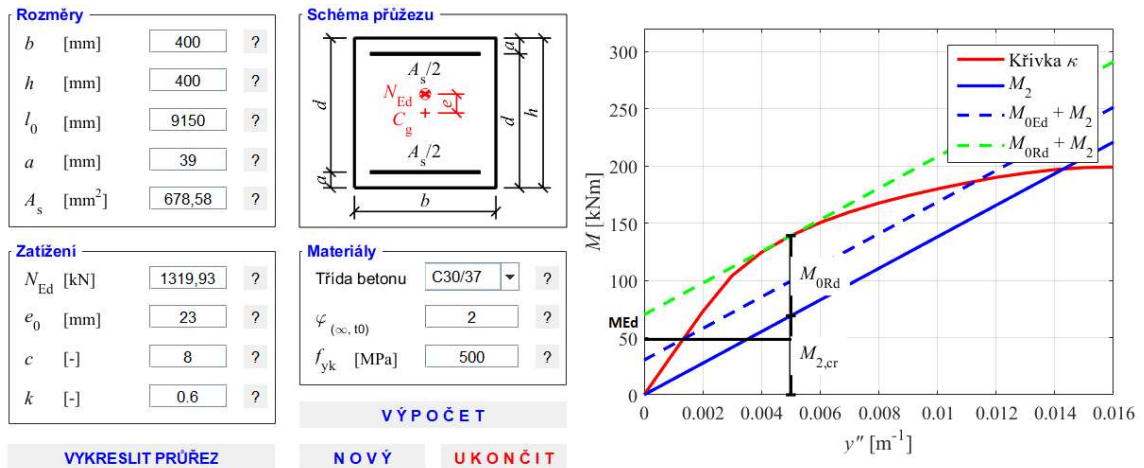 Rozměry
b [mm] 400 ?
h [mm] 400 ?
l0 [mm] 9150 ?
a [mm] 39 ?
As [mm2] 678,58 ?
Zatížení
NEd [kN] 1319,93 ?
e0 [mm] 23 ?
c [-] 8 ?
k [-] 0.6 ?
VYKRESLIT PRŮŘEZ
Schéma přůžezu
a
As/2
d
NEd
e
d
h
Cg
As/2
a
b
Materiály
Třída betonu C30/37
φ(∞, t0) 2 ?
fyk [MPa] 500 ?
VÝPOČET
NOVÝ UKONČIT
Křivka κ
M2
M0Ed + M2
M0Rd + M2
M [kNm]
300
250
200
150
100
MEd
50
0
M0Rd
M2,cr
0 0.002 0.004 0.006 0.008 0.01 0.012 0.014 0.016
y″ [m-1]